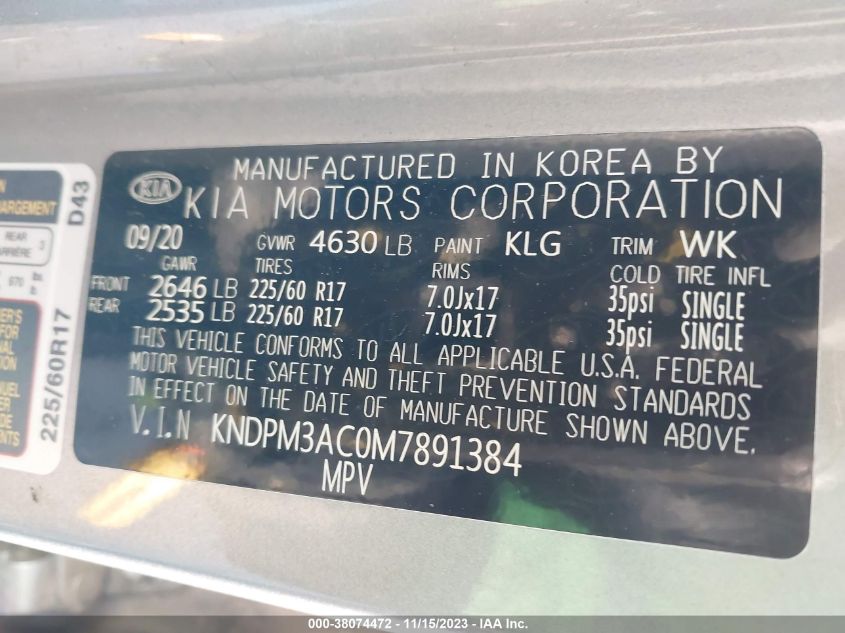 MANUFACTURED IN KOREA BY
KIA KIA MOTORS CORPORATION
09/20 GVWR 4630 LB PAINT KLG TRIM WK
GAWR TIRES RIMS COLD TIRE INFL
FRONT 2646 LB 225/60 R17 7.0Jx17 35psi SINGLE
REAR 2535 LB 225/60 R17 7.0Jx17 35psi SINGLE
THIS VEHICLE CONFORMS TO ALL APPLICABLE U.S.A. FEDERAL
MOTOR VEHICLE SAFETY AND THEFT PREVENTION STANDARDS
IN EFFECT ON THE DATE OF MANUFACTURE SHOWN ABOVE.
V.I.N KNDPM3AC0M7891384
MPV
D43
225/60R17
REAR
000-38074472 - 11/15/2023 - IAA Inc.